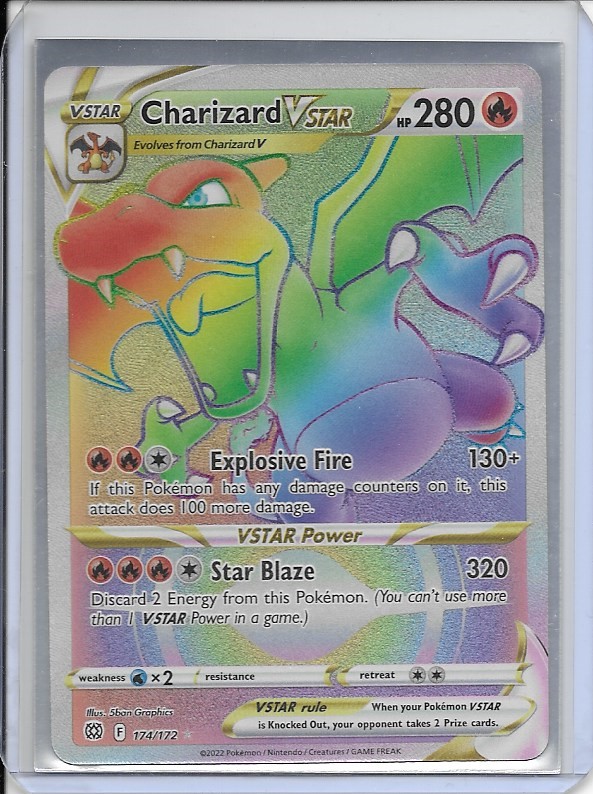 VSTAR Charizard VSTAR HP 280
Evolves from Charizard V
Explosive Fire 130+
If this Pokémon has any damage counters on it, this
attack does 100 more damage.
VSTAR Power
Star Blaze 320
Discard 2 Energy from this Pokémon. (You can't use more
than 1 VSTAR Power in a game.)
weakness ×2 resistance retreat
VSTAR rule When your Pokémon VSTAR
is Knocked Out, your opponent takes 2 Prize cards.
Illus. 5ban Graphics
F 174/172
©2022 Pokémon / Nintendo / Creatures / GAME FREAK